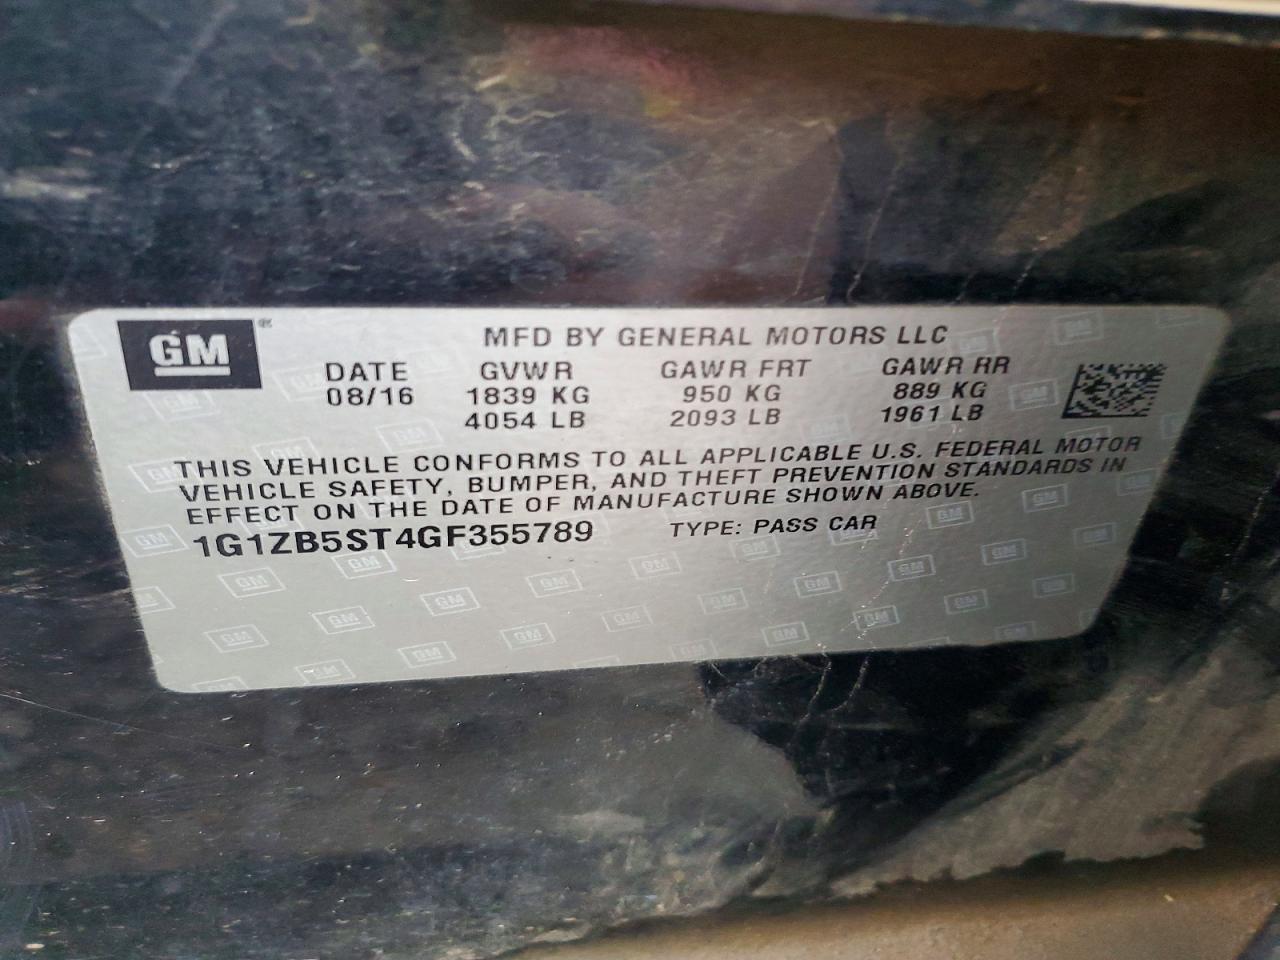 GM ®
MFD BY GENERAL MOTORS LLC
DATE GVWR GAWR FRT GAWR RR
08/16 1839 KG 950 KG 889 KG
4054 LB 2093 LB 1961 LB
THIS VEHICLE CONFORMS TO ALL APPLICABLE U.S. FEDERAL MOTOR
VEHICLE SAFETY, BUMPER, AND THEFT PREVENTION STANDARDS IN
EFFECT ON THE DATE OF MANUFACTURE SHOWN ABOVE.
1G1ZB5ST4GF355789 TYPE: PASS CAR